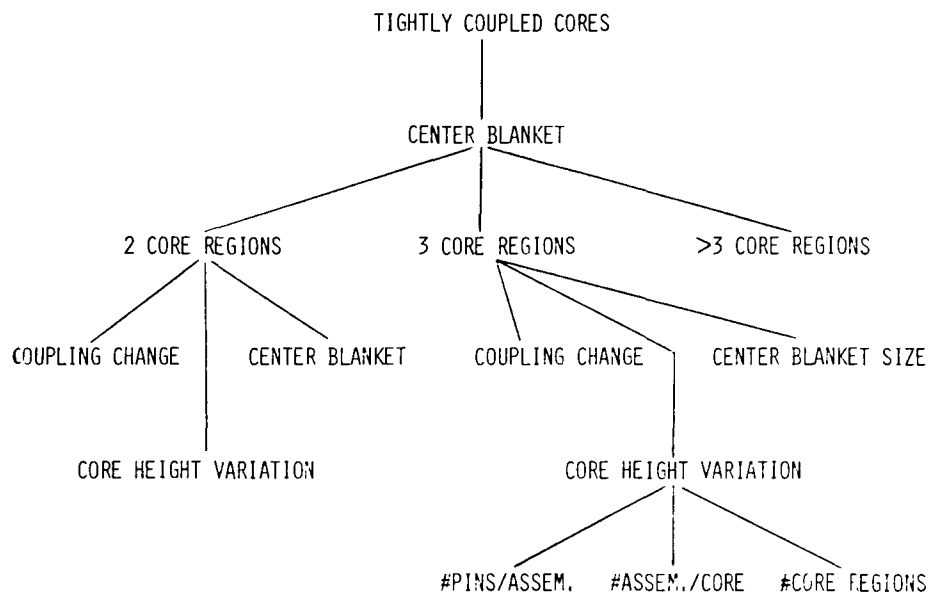 TIGHTLY COUPLED CORES
CENTER BLANKET
2 CORE REGIONS 3 CORE REGIONS >3 CORE REGIONS
COUPLING CHANGE CENTER BLANKET COUPLING CHANGE CENTER BLANKET SIZE
CORE HEIGHT VARIATION CORE HEIGHT VARIATION
#PINS/ASSEM. #ASSEM./CORE #CORE REGIONS